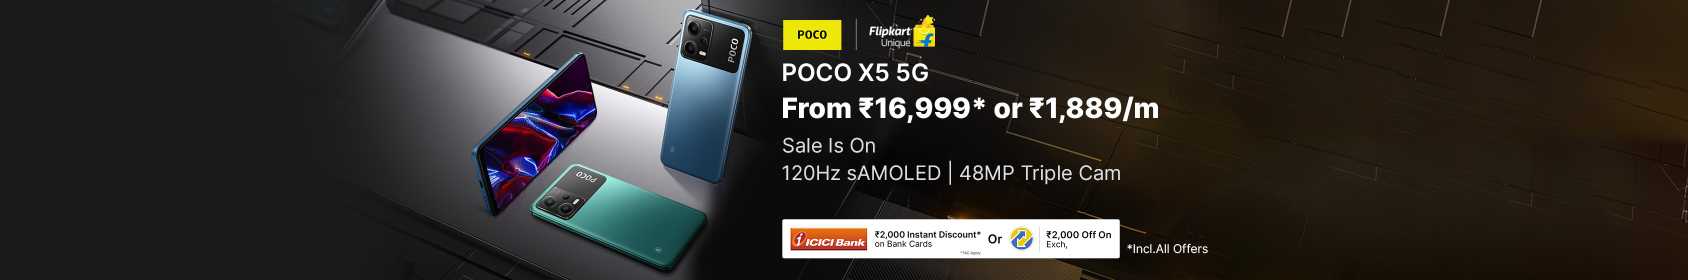 POCO
Flipkart
Unique
POCO X5 5G
From ₹16,999* or ₹1,889/m
Sale Is On
120Hz sAMOLED | 48MP Triple Cam
ICICI Bank
₹2,000 Instant Discount*
on Bank Cards
*T&C Apply
Or
₹2,000 Off On
Exch,
*Incl.All Offers
POCO
POCO